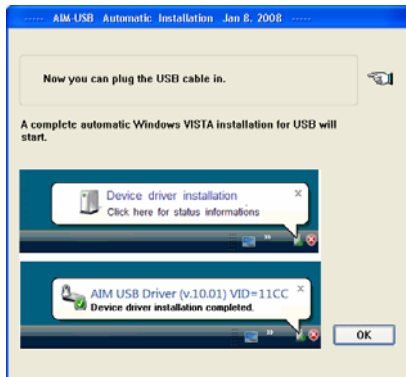 ----- AIM-USB Automatic Installation Jan 8, 2008 -----
Now you can plug the USB cable in.
A complete automatic Windows VISTA installation for USB will
start.
Device driver installation
Click here for status informations
AIM USB Driver (v.10.01) VID=11CC
Device driver installation completed.
OK